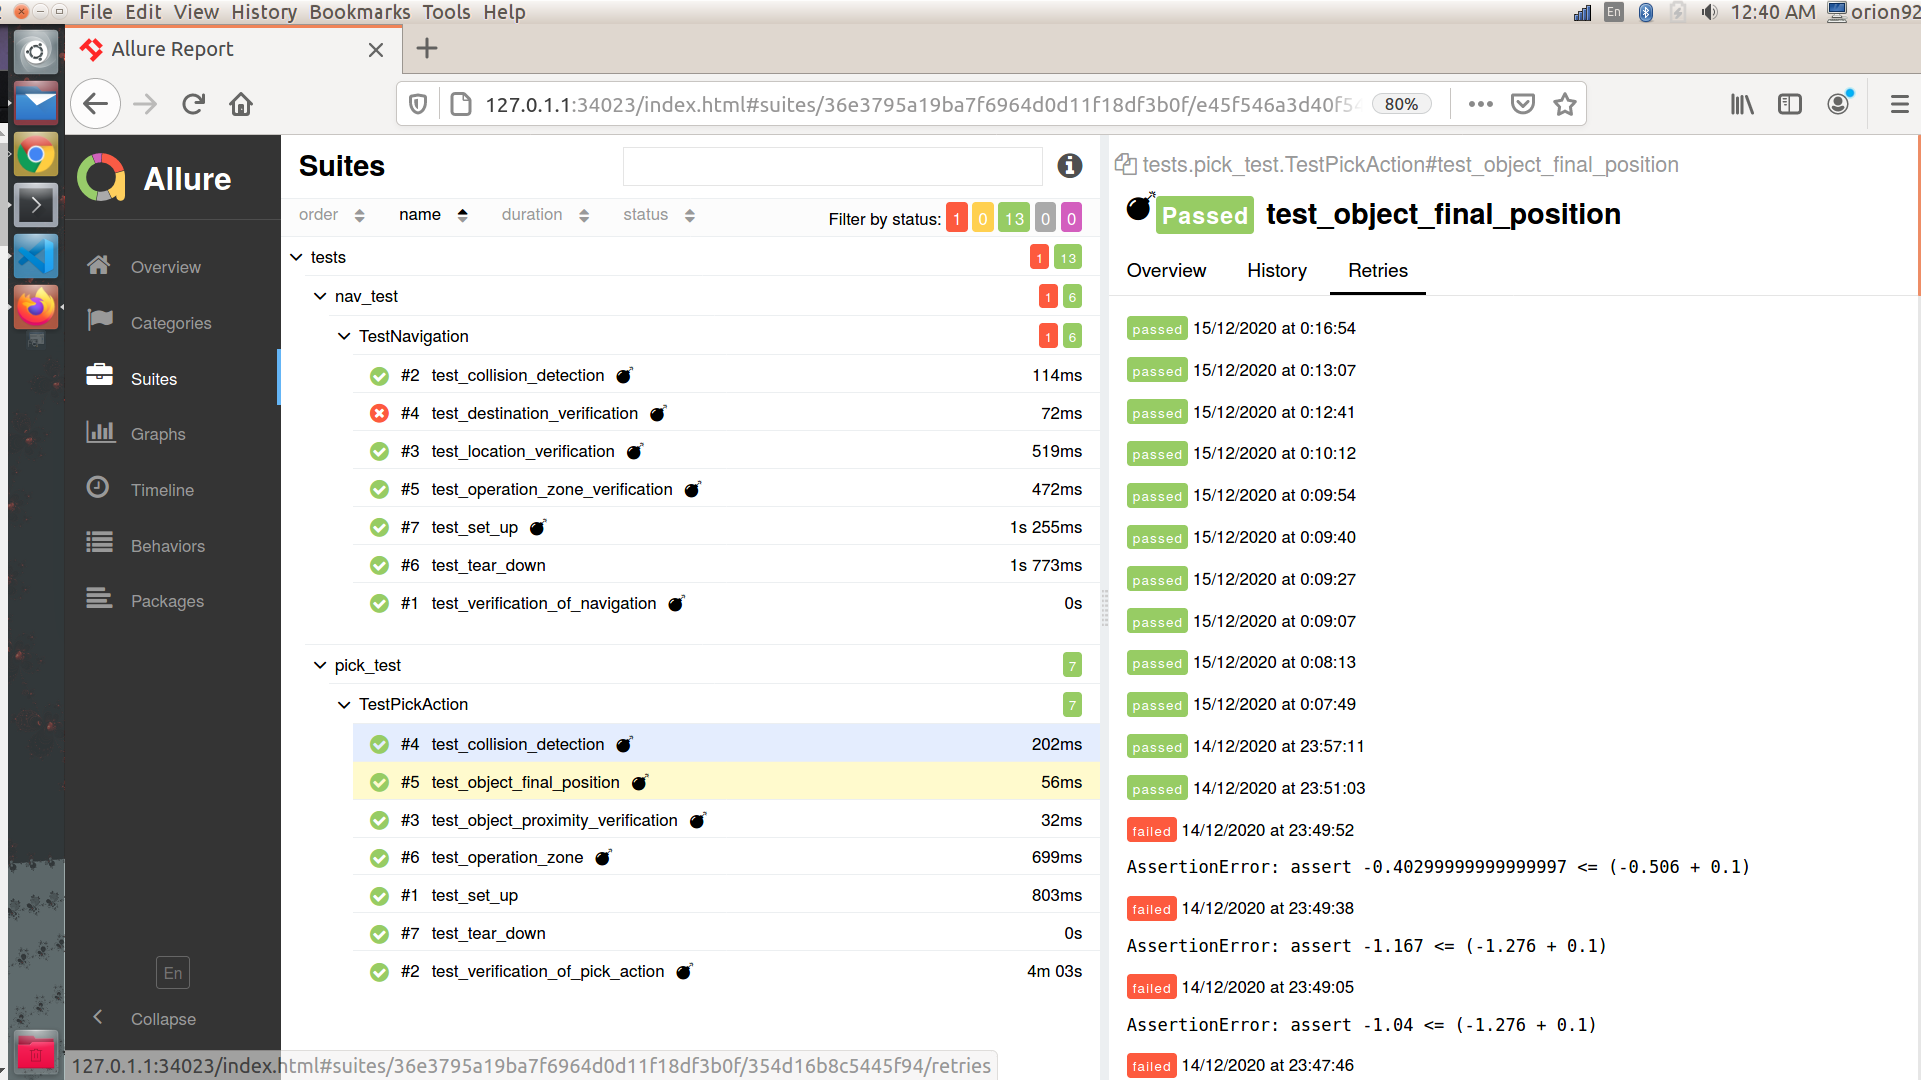 File Edit View History Bookmarks Tools Help
En
12:40 AM
orion92
Allure Report
127.0.1.1:34023/index.html#suites/36e3795a19ba7f6964d0d11f18df3b0f/e45f546a3d40f54
80%
Allure
Overview
Categories
Suites
Graphs
Timeline
Behaviors
Packages
En
Collapse
Suites
order name duration status Filter by status: 1 0 13 0 0
tests 1 13
nav_test 1 6
TestNavigation 1 6
#2 test_collision_detection 114ms
#4 test_destination_verification 72ms
#3 test_location_verification 519ms
#5 test_operation_zone_verification 472ms
#7 test_set_up 1s 255ms
#6 test_tear_down 1s 773ms
#1 test_verification_of_navigation 0s
pick_test 7
TestPickAction 7
#4 test_collision_detection 202ms
#5 test_object_final_position 56ms
#3 test_object_proximity_verification 32ms
#6 test_operation_zone 699ms
#1 test_set_up 803ms
#7 test_tear_down 0s
#2 test_verification_of_pick_action 4m 03s
tests.pick_test.TestPickAction#test_object_final_position
Passed test_object_final_position
Overview History Retries
passed 15/12/2020 at 0:16:54
passed 15/12/2020 at 0:13:07
passed 15/12/2020 at 0:12:41
passed 15/12/2020 at 0:10:12
passed 15/12/2020 at 0:09:54
passed 15/12/2020 at 0:09:40
passed 15/12/2020 at 0:09:27
passed 15/12/2020 at 0:09:07
passed 15/12/2020 at 0:08:13
passed 15/12/2020 at 0:07:49
passed 14/12/2020 at 23:57:11
passed 14/12/2020 at 23:51:03
failed 14/12/2020 at 23:49:52
AssertionError: assert -0.40299999999999997 <= (-0.506 + 0.1)
failed 14/12/2020 at 23:49:38
AssertionError: assert -1.167 <= (-1.276 + 0.1)
failed 14/12/2020 at 23:49:05
AssertionError: assert -1.04 <= (-1.276 + 0.1)
failed 14/12/2020 at 23:47:46
127.0.1.1:34023/index.html#suites/36e3795a19ba7f6964d0d11f18df3b0f/354d16b8c5445f94/retries